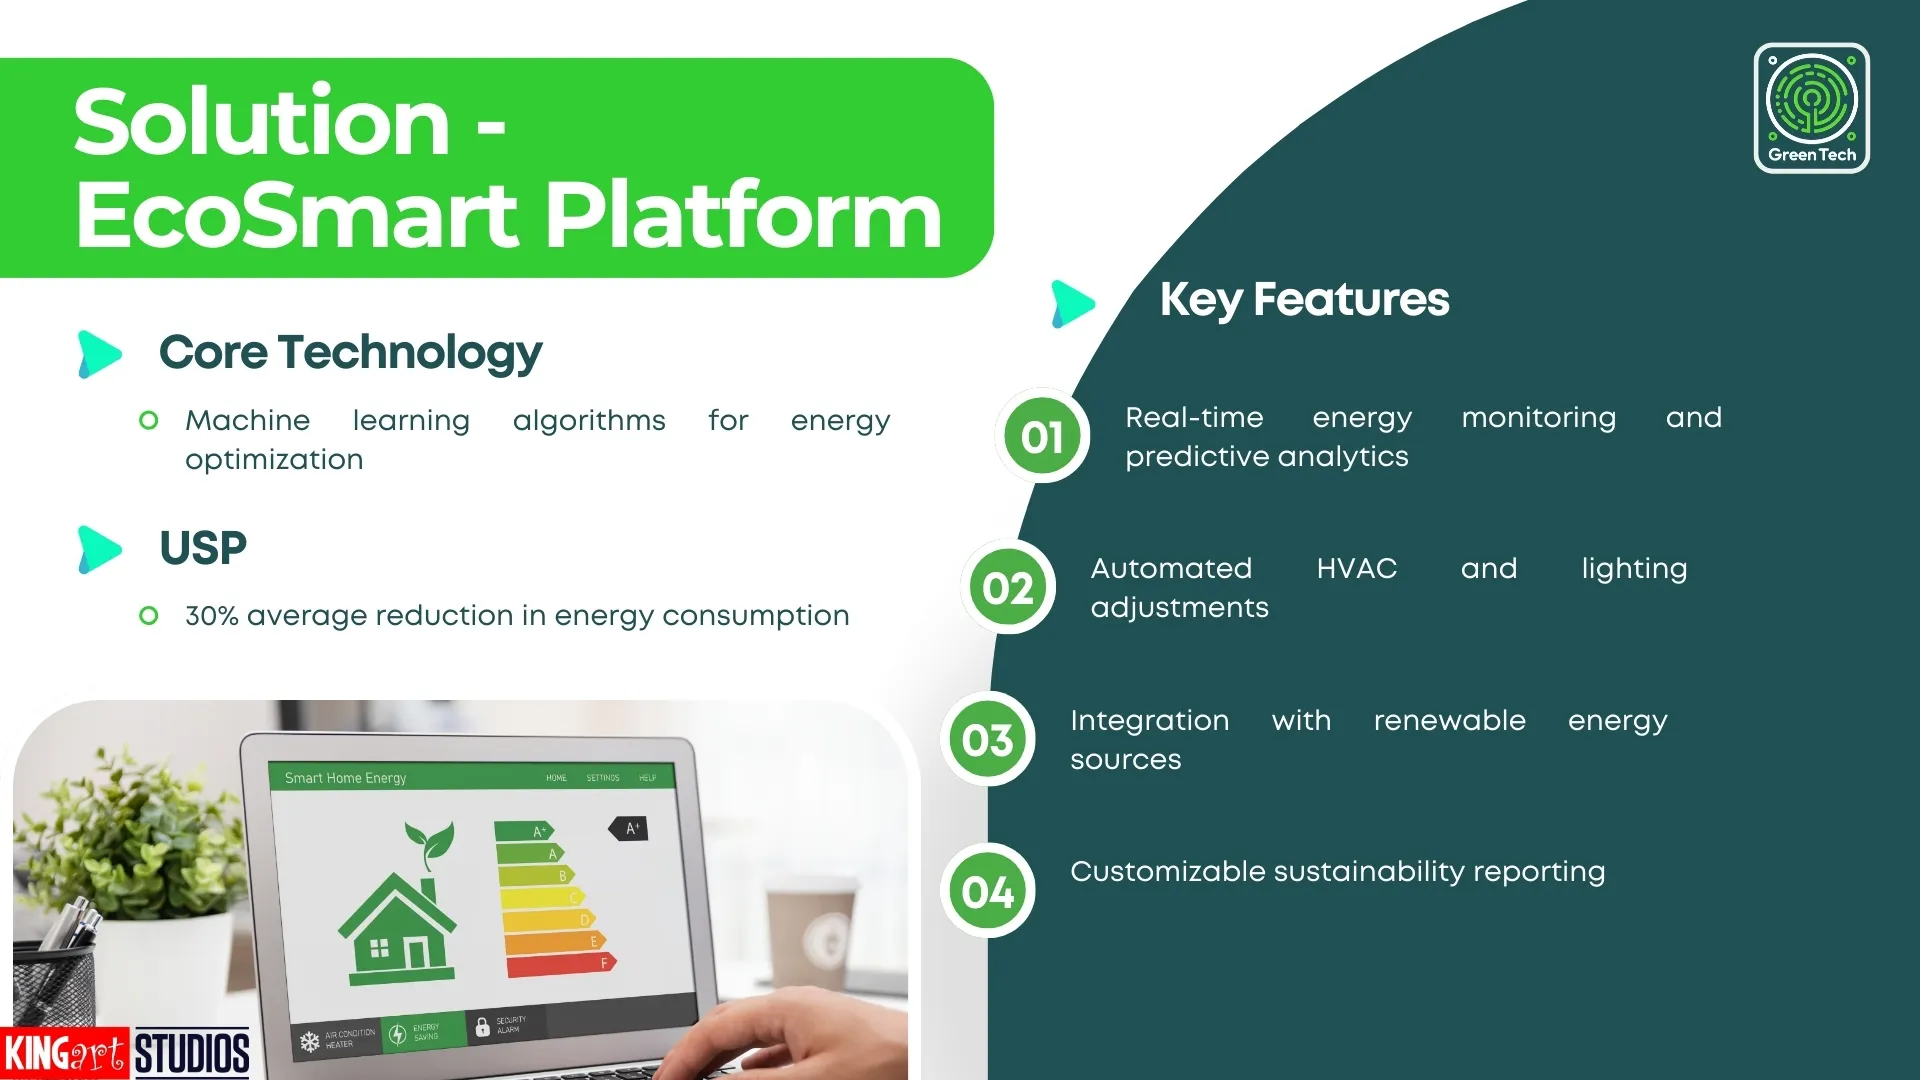 Solution -
EcoSmart Platform
GreenTech
Core Technology
Machine learning algorithms for energy
optimization
USP
30% average reduction in energy consumption
Key Features
01
Real-time energy monitoring and
predictive analytics
02
Automated HVAC and lighting
adjustments
03
Integration with renewable energy
sources
04
Customizable sustainability reporting
Smart Home Energy
HOME SETTINGS HELP
A+
A+
A
B
C
D
E
F
AIR CONDITION
HEATER
ENERGY
SAVING
SECURITY
ALARM
KINGart STUDIOS